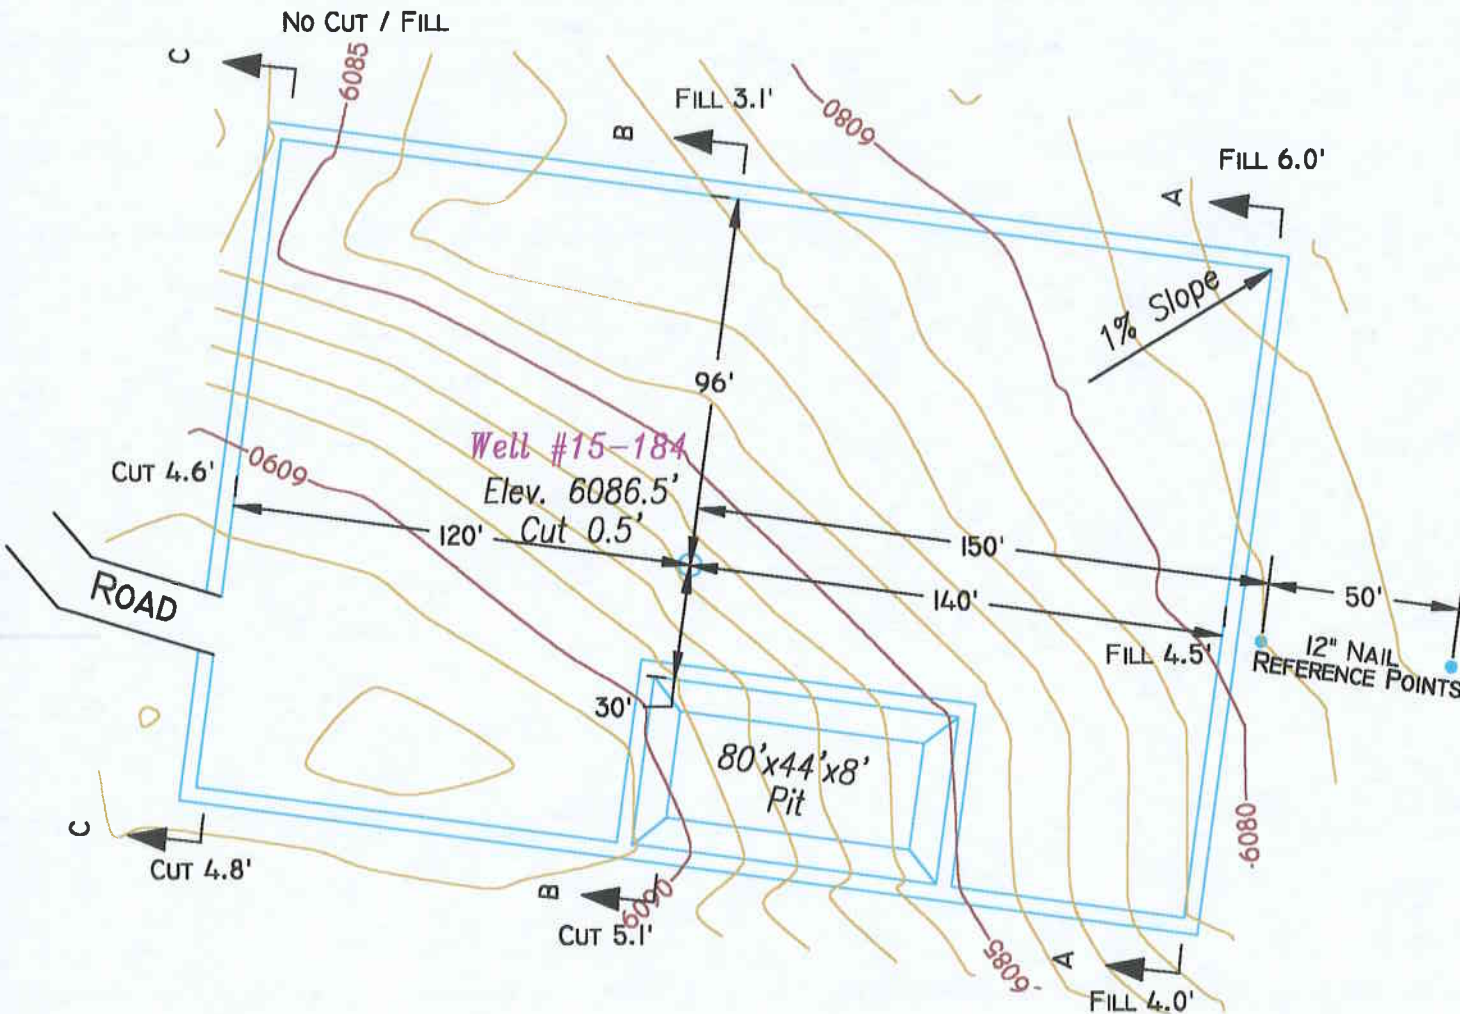 No Cut / Fill
C
6085
Fill 3.1'
B
6080
Fill 6.0'
A
1% Slope
96'
Well #15-184
Elev. 6086.5'
Cut 0.5'
Cut 4.6'
6090
120'
150'
140'
50'
Road
Fill 4.5'
12" Nail
Reference Points
30'
80'x44'x8'
Pit
6080
C
Cut 4.8'
B
6090
Cut 5.1'
6085
A
Fill 4.0'